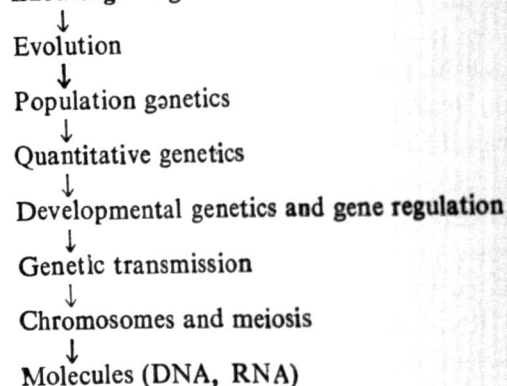 ↓
Evolution
↓
Population gənetics
↓
Quantitative genetics
↓
Developmental genetics and gene regulation
↓
Genetic transmission
↓
Chromosomes and meiosis
↓
Molecules (DNA, RNA)